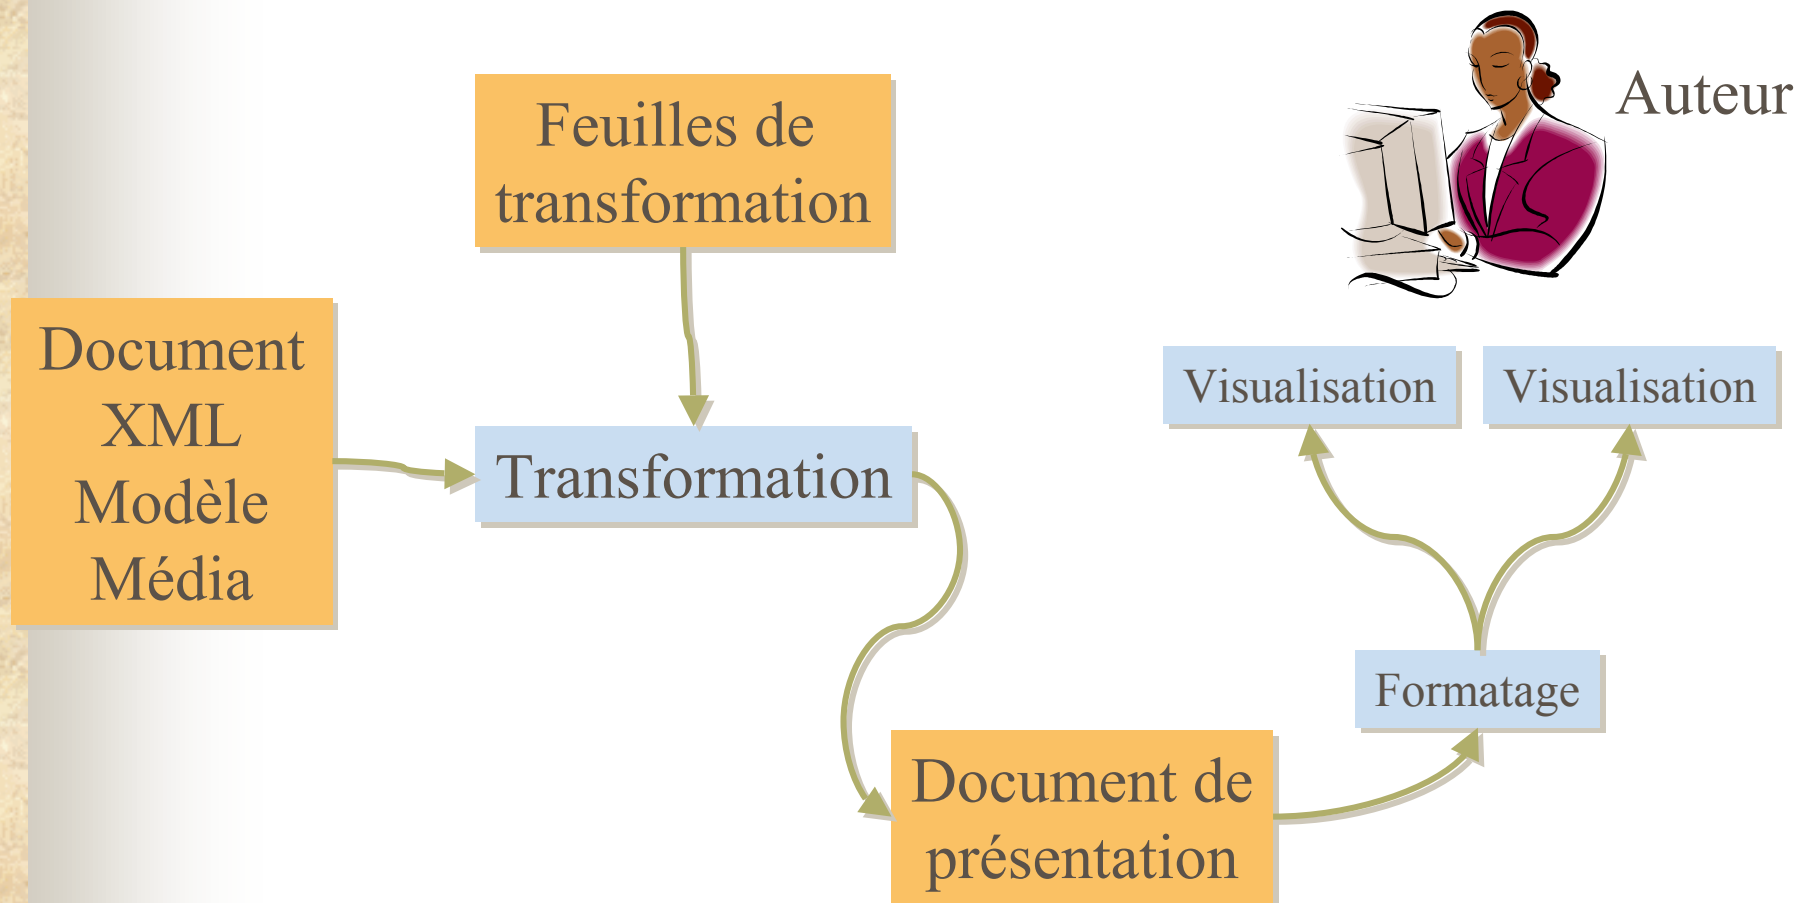 Feuilles de
transformation
Auteur
Document
XML
Modèle
Média
Transformation
Visualisation
Visualisation
Formatage
Document de
présentation